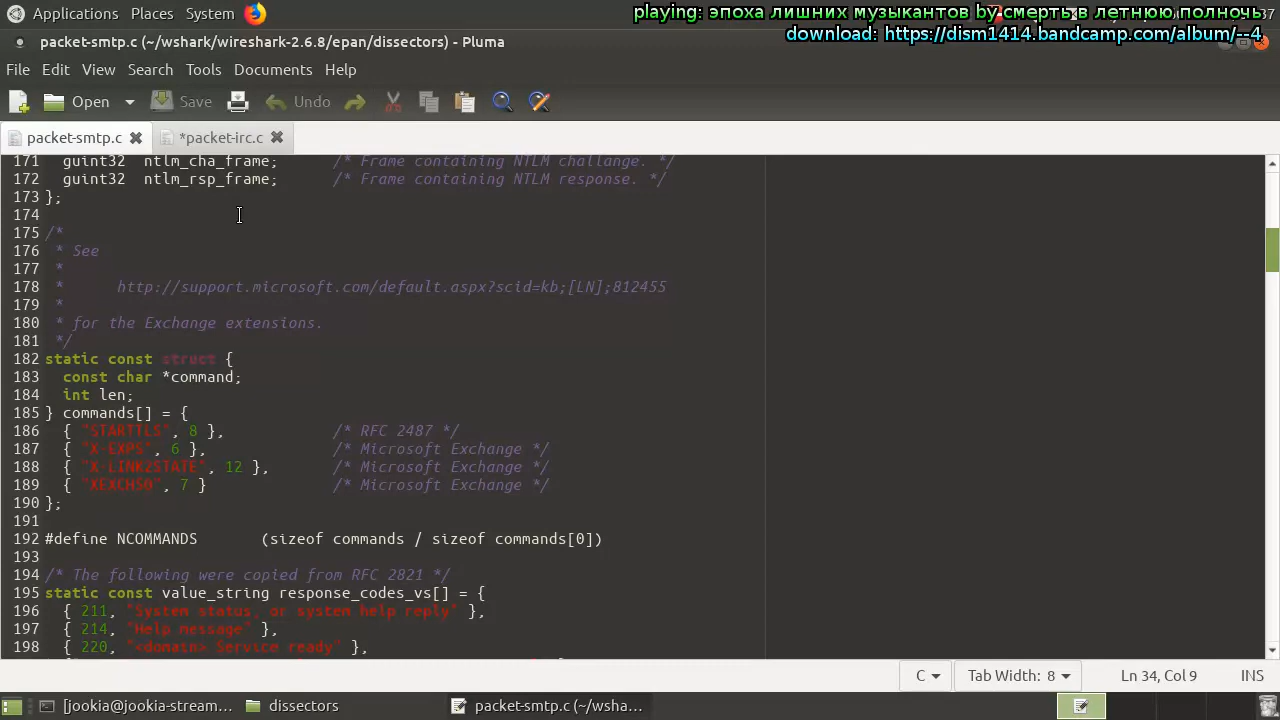 Applications Places System
playing: эпоха лишних музыкантов by смерть в летнюю полночь
37
download: https://dism1414.bandcamp.com/album/--4
packet-smtp.c (~/wshark/wireshark-2.6.8/epan/dissectors) - Pluma
File Edit View Search Tools Documents Help
Open Save Undo
packet-smtp.c *packet-irc.c
171 guint32 ntlm_cha_frame; /* Frame containing NTLM challange. */
172 guint32 ntlm_rsp_frame; /* Frame containing NTLM response. */
173 };
174
175 /*
176 * See
177 *
178 * http://support.microsoft.com/default.aspx?scid=kb;[LN];812455
179 *
180 * for the Exchange extensions.
181 */
182 static const struct {
183 const char *command;
184 int len;
185 } commands[] = {
186 { "STARTTLS", 8 }, /* RFC 2487 */
187 { "X-EXPS", 6 }, /* Microsoft Exchange */
188 { "X-LINK2STATE", 12 }, /* Microsoft Exchange */
189 { "XEXCH50", 7 } /* Microsoft Exchange */
190 };
191
192 #define NCOMMANDS (sizeof commands / sizeof commands[0])
193
194 /* The following were copied from RFC 2821 */
195 static const value_string response_codes_vs[] = {
196 { 211, "System status, or system help reply" },
197 { 214, "Help message" },
198 { 220, "<domain> Service ready" },
C Tab Width: 8 Ln 34, Col 9 INS
[jookia@jookia-stream... dissectors packet-smtp.c (~/wsha...